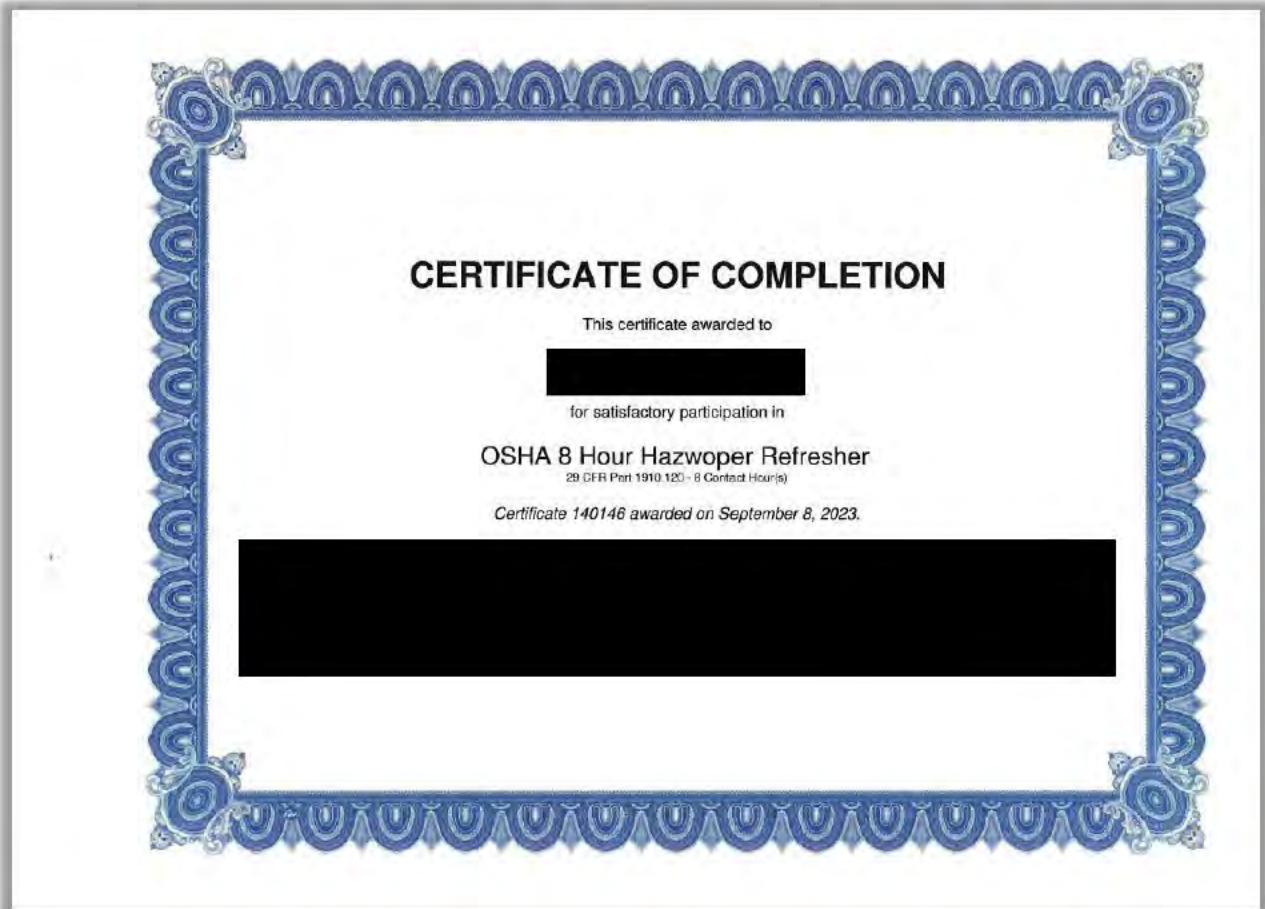 CERTIFICATE OF COMPLETION
This certificate awarded to
for satisfactory participation in
OSHA 8 Hour Hazwoper Refresher
29 CFR Part 1910.120 - 8 Contact Hour(s)
Certificate 140146 awarded on September 8, 2023.